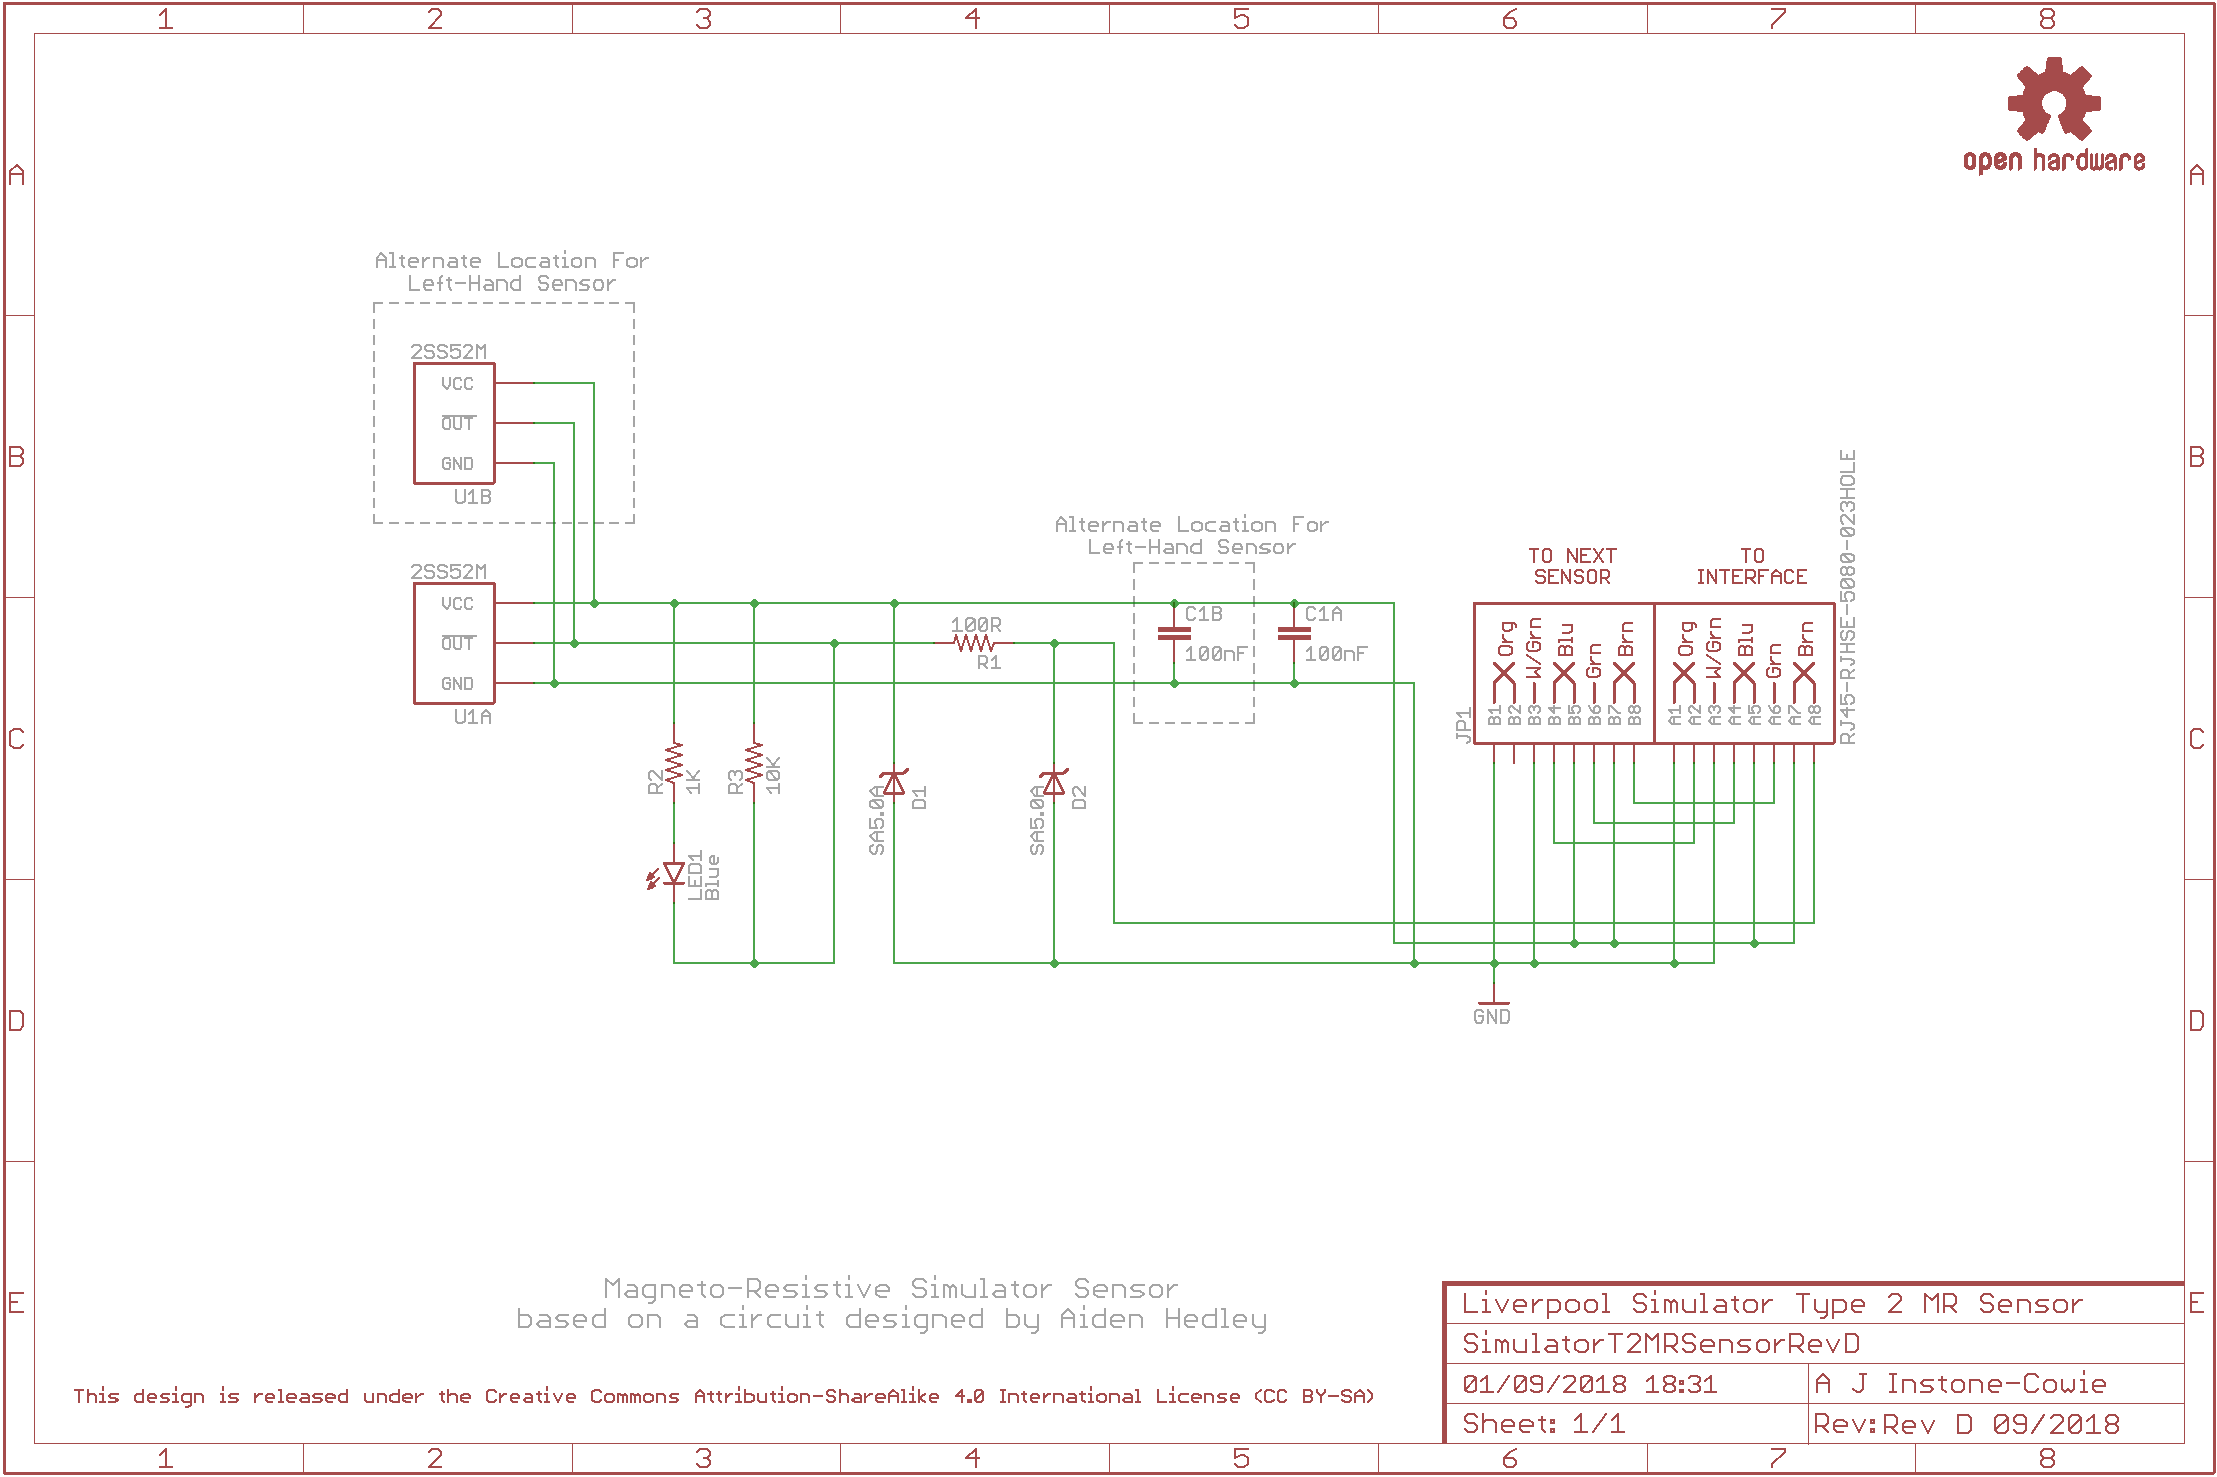 1 2 3 4 5 6 7 8
open hardware
A A
Alternate Location For
Left-Hand Sensor
2SS52M
VCC
OUT
GND
U1B
B B
Alternate Location For
Left-Hand Sensor
2SS52M
VCC
OUT
GND
U1A
100R
R1
C1B
100nF
C1A
100nF
TO NEXT
SENSOR
TO
INTERFACE
Org W/Grn Blu Grn Brn Org W/Grn Blu Grn Brn
B1 B2 B3 B4 B5 B6 B7 B8 A1 A2 A3 A4 A5 A6 A7 A8
JP1
RJ45-RJHSE-5080-023HOLE
C C
R2
1K
R3
10K
SA5.0A
D1
SA5.0A
D2
LED1
Blue
GND
D D
Magneto-Resistive Simulator Sensor
based on a circuit designed by Aiden Hedley
This design is released under the Creative Commons Attribution-ShareAlike 4.0 International License (CC BY-SA)
E E
Liverpool Simulator Type 2 MR Sensor
SimulatorT2MRSensorRevD
01/09/2018 18:31
A J Instone-Cowie
Sheet: 1/1
Rev:Rev D 09/2018
1 2 3 4 5 6 7 8